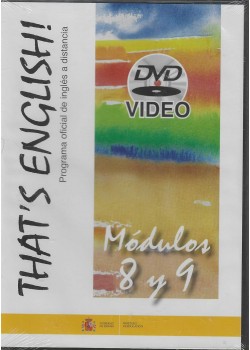 THAT'S ENGLISH!
Programa oficial de inglés a distancia
DVD
VIDEO
Módulos
8 y 9